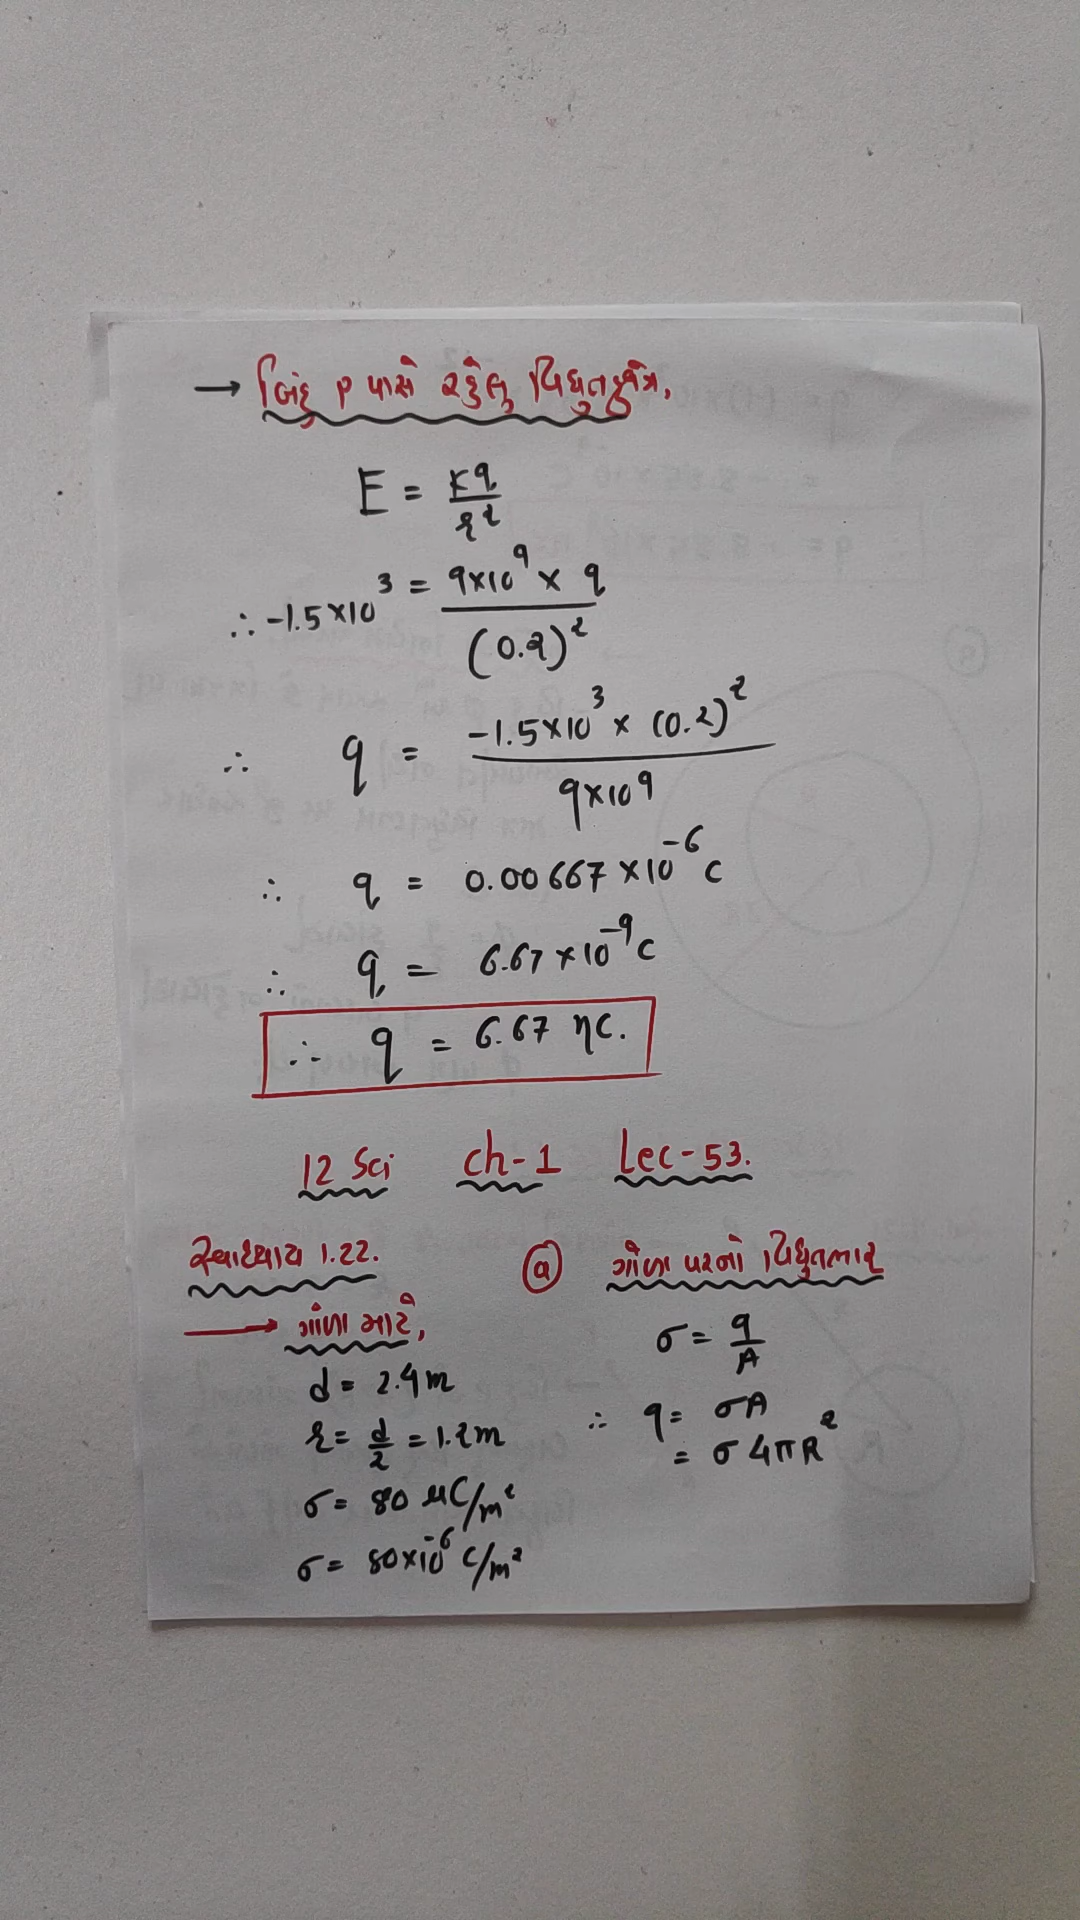 → બિંદુ P પાસે રહેલુ વિધુતક્ષેત્ર,
E = Kq / r²
∴ -1.5 × 10³ = 9×10⁹ × q / (0.2)²
∴ q = -1.5×10³ × (0.2)² / 9×10⁹
∴ q = 0.00667 × 10⁻⁶ C
∴ q = 6.67 × 10⁻⁹ C
∴ q = 6.67 ηC.
12 Sci ch-1 Lec-53.
સ્વાધ્યાય 1.22.
→ ગોળા માટે,
d = 2.4 m
r = d/2 = 1.2 m
σ = 80 μC/m²
σ = 80×10⁻⁶ C/m²
ⓐ ગોળા પરનો વિધુતભાર
σ = q / A
∴ q = σA
= σ 4πR²